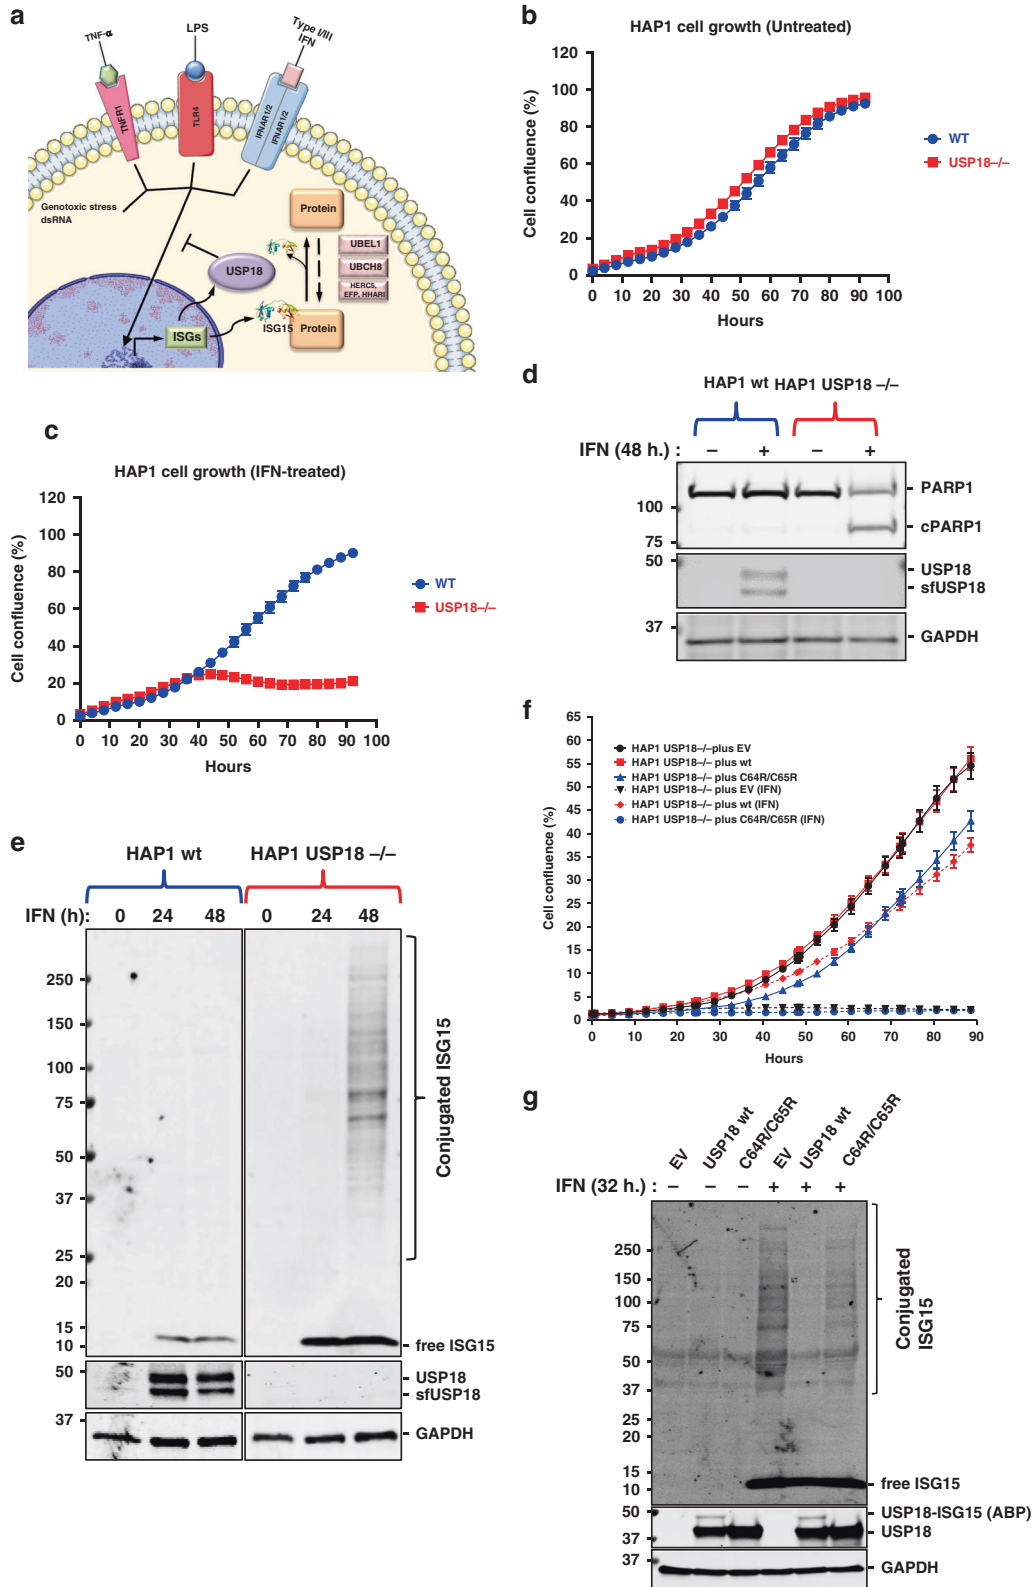 a
TNF-α
LPS
Type I/III
IFN
TNFR1
TLR4
IFNAR1/2
IFNAR1/2
Genotoxic stress
dsRNA
Protein
UBEL1
UBCH8
HERC5,
EFP, HHARI
USP18
ISGs
ISG15
Protein
b
HAP1 cell growth (Untreated)
Cell confluence (%)
120
100
80
60
40
20
0
0 10 20 30 40 50 60 70 80 90 100
Hours
WT
USP18–/–
c
HAP1 cell growth (IFN-treated)
Cell confluence (%)
120
100
80
60
40
20
0
0 10 20 30 40 50 60 70 80 90 100
Hours
WT
USP18–/–
d
HAP1 wt HAP1 USP18 –/–
IFN (48 h.) : – + – +
100
75
50
37
PARP1
cPARP1
USP18
sfUSP18
GAPDH
e
HAP1 wt HAP1 USP18 –/–
IFN (h): 0 24 48 0 24 48
250
150
100
75
50
37
25
20
15
10
50
37
Conjugated ISG15
free ISG15
USP18
sfUSP18
GAPDH
f
Cell confluence (%)
65
60
55
50
45
40
35
30
25
20
15
10
5
0
0 10 20 30 40 50 60 70 80 90
Hours
HAP1 USP18–/–plus EV
HAP1 USP18–/– plus wt
HAP1 USP18–/– plus C64R/C65R
HAP1 USP18–/– plus EV (IFN)
HAP1 USP18–/– plus wt (IFN)
HAP1 USP18–/– plus C64R/C65R (IFN)
g
EV USP18 wt C64R/C65R EV USP18 wt C64R/C65R
IFN (32 h.) : – – – + + +
250
150
100
75
50
37
25
20
15
10
50
37
37
Conjugated
ISG15
free ISG15
USP18-ISG15 (ABP)
USP18
GAPDH